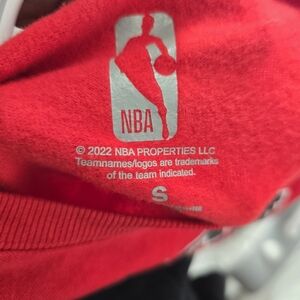 NBA
© 2022 NBA PROPERTIES LLC
Teamnames/logos are trademarks
of the team indicated.
S